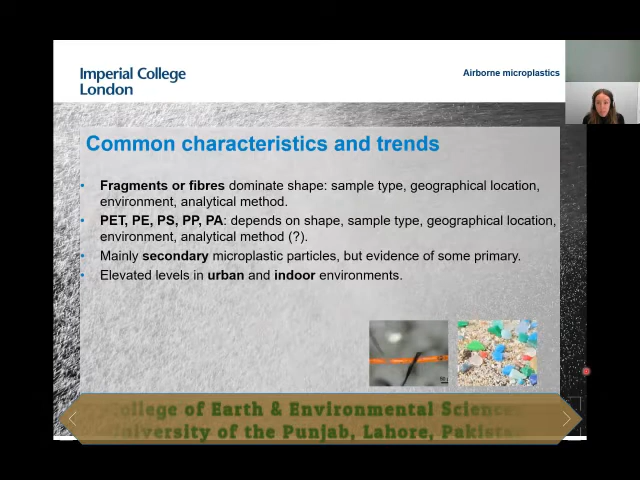 Imperial College
London
Airborne microplastics
Common characteristics and trends
• Fragments or fibres dominate shape: sample type, geographical location,
environment, analytical method.
• PET, PE, PS, PP, PA: depends on shape, sample type, geographical location,
environment, analytical method (?).
• Mainly secondary microplastic particles, but evidence of some primary.
• Elevated levels in urban and indoor environments.
College of Earth & Environmental Sciences
University of the Punjab, Lahore, Pakistan